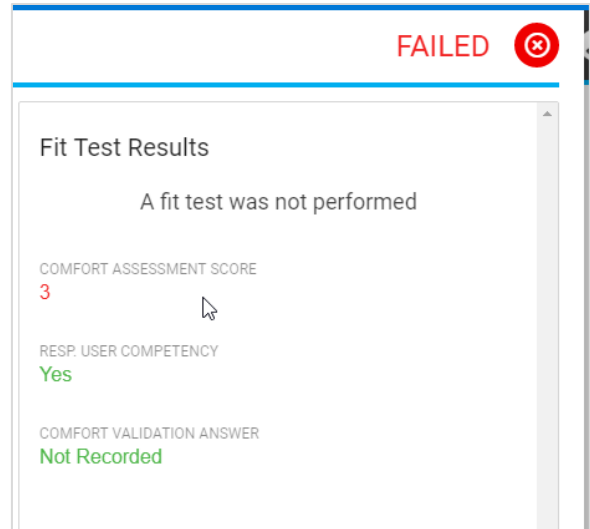 FAILED
Fit Test Results
A fit test was not performed
COMFORT ASSESSMENT SCORE
3
RESP. USER COMPETENCY
Yes
COMFORT VALIDATION ANSWER
Not Recorded